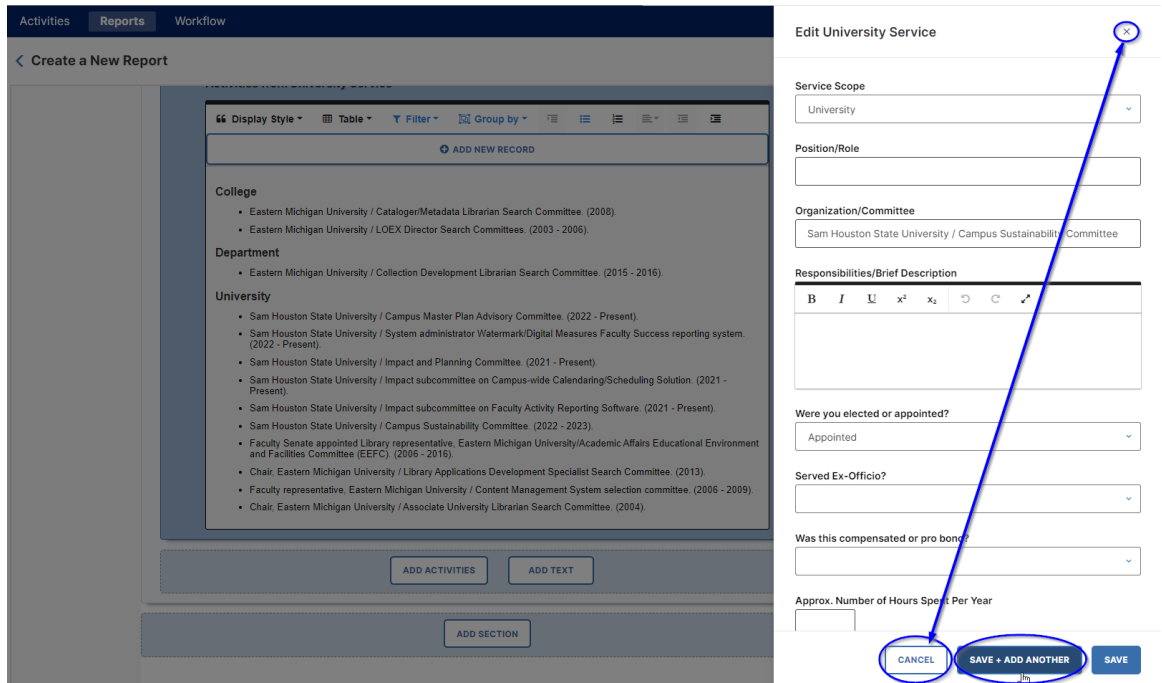 Activities Reports Workflow
Create a New Report
Activities from University Service
Display Style Table Filter Group by
ADD NEW RECORD
College
• Eastern Michigan University / Cataloger/Metadata Librarian Search Committee. (2008).
• Eastern Michigan University / LOEX Director Search Committees. (2003 - 2006).
Department
• Eastern Michigan University / Collection Development Librarian Search Committee. (2015 - 2016).
University
• Sam Houston State University / Campus Master Plan Advisory Committee. (2022 - Present).
• Sam Houston State University / System administrator Watermark/Digital Measures Faculty Success reporting system.
(2022 - Present).
• Sam Houston State University / Impact and Planning Committee. (2021 - Present).
• Sam Houston State University / Impact subcommittee on Campus-wide Calendaring/Scheduling Solution. (2021 -
Present).
• Sam Houston State University / Impact subcommittee on Faculty Activity Reporting Software. (2021 - Present).
• Sam Houston State University / Campus Sustainability Committee. (2022 - 2023).
• Faculty Senate appointed Library representative, Eastern Michigan University/Academic Affairs Educational Environment
and Facilities Committee (EEFC). (2006 - 2016).
• Chair, Eastern Michigan University / Library Applications Development Specialist Search Committee. (2013).
• Faculty representative, Eastern Michigan University / Content Management System selection committee. (2006 - 2009).
• Chair, Eastern Michigan University / Associate University Librarian Search Committee. (2004).
ADD ACTIVITIES ADD TEXT
ADD SECTION
Edit University Service
Service Scope
University
Position/Role
Organization/Committee
Sam Houston State University / Campus Sustainability Committee
Responsibilities/Brief Description
B I U x² x₂
Were you elected or appointed?
Appointed
Served Ex-Officio?
Was this compensated or pro bono?
Approx. Number of Hours Spent Per Year
CANCEL SAVE + ADD ANOTHER SAVE